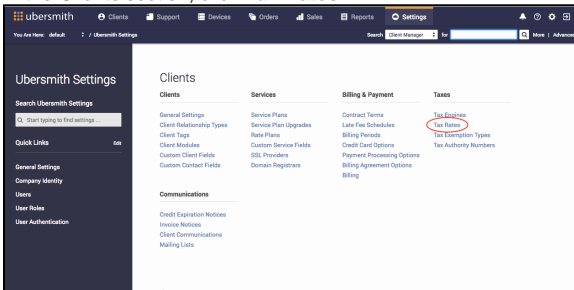 ubersmith Clients Support Devices Orders Sales Reports Settings
You Are Here: default / Ubersmith Settings Search Client Manager for More | Advanced
Ubersmith Settings
Search Ubersmith Settings
Start typing to find settings ...
Quick Links Edit
General Settings
Company Identity
Users
User Roles
User Authentication
Clients
Clients
General Settings
Client Relationship Types
Client Tags
Client Modules
Custom Client Fields
Custom Contact Fields
Services
Service Plans
Service Plan Upgrades
Rate Plans
Custom Service Fields
SSL Providers
Domain Registrars
Billing & Payment
Contract Terms
Late Fee Schedules
Billing Periods
Credit Card Options
Payment Processing Options
Billing Agreement Options
Billing
Taxes
Tax Engines
Tax Rates
Tax Exemption Types
Tax Authority Numbers
Communications
Credit Expiration Notices
Invoice Notices
Client Communications
Mailing Lists